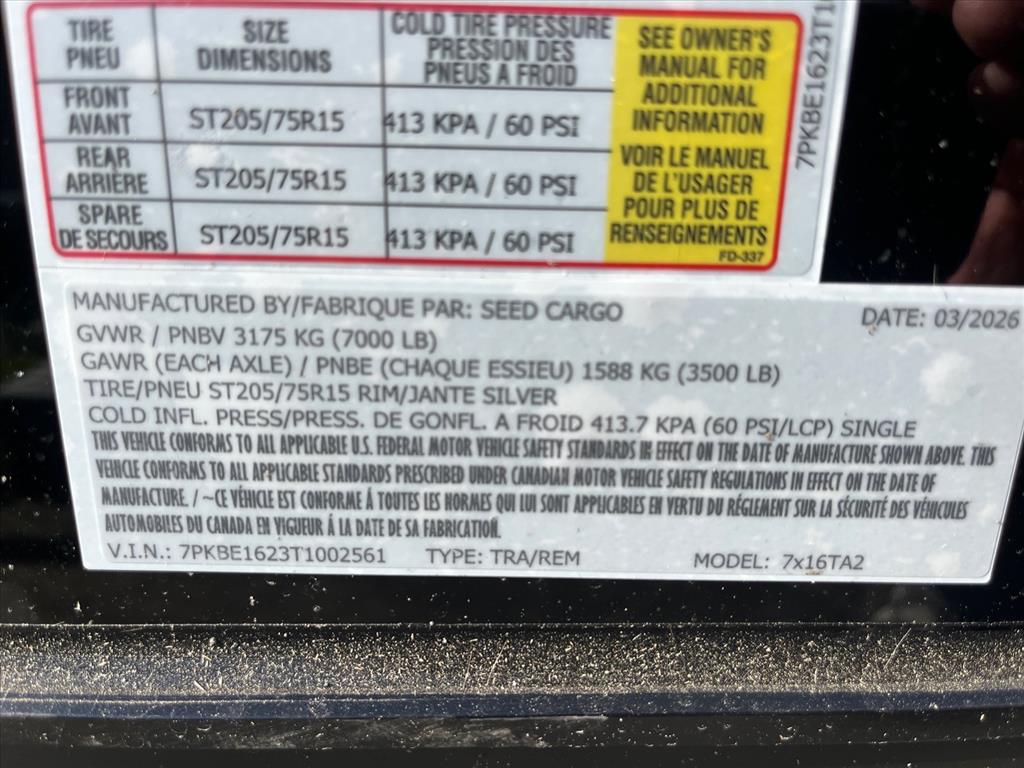 TIRE PNEU SIZE DIMENSIONS COLD TIRE PRESSURE PRESSION DES PNEUS A FROID
FRONT AVANT ST205/75R15 413 KPA / 60 PSI
REAR ARRIÈRE ST205/75R15 413 KPA / 60 PSI
SPARE DE SECOURS ST205/75R15 413 KPA / 60 PSI
SEE OWNER'S
MANUAL FOR
ADDITIONAL
INFORMATION
VOIR LE MANUEL
DE L'USAGER
POUR PLUS DE
RENSEIGNEMENTS
FD-337
7PKBE1623T1
MANUFACTURED BY/FABRIQUE PAR: SEED CARGO DATE: 03/2026
GVWR / PNBV 3175 KG (7000 LB)
GAWR (EACH AXLE) / PNBE (CHAQUE ESSIEU) 1588 KG (3500 LB)
TIRE/PNEU ST205/75R15 RIM/JANTE SILVER
COLD INFL. PRESS/PRESS. DE GONFL. A FROID 413.7 KPA (60 PSI/LCP) SINGLE
THIS VEHICLE CONFORMS TO ALL APPLICABLE U.S. FEDERAL MOTOR VEHICLE SAFETY STANDARDS IN EFFECT ON THE DATE OF MANUFACTURE SHOWN ABOVE. THIS
VEHICLE CONFORMS TO ALL APPLICABLE STANDARDS PRESCRIBED UNDER CANADIAN MOTOR VEHICLE SAFETY REGULATIONS IN EFFECT ON THE DATE OF
MANUFACTURE. / ~CE VÉHICLE EST CONFORME Á TOUTES LES NORMES QUI LUI SONT APPLICABLES EN VERTU DU RÉGLEMENT SUR LA SÉCURITÉ DES VÉHICULES
AUTOMOBILES DU CANADA EN VIGUEUR Á LA DATE DE SA FABRICATION.
V.I.N.: 7PKBE1623T1002561 TYPE: TRA/REM MODEL: 7x16TA2